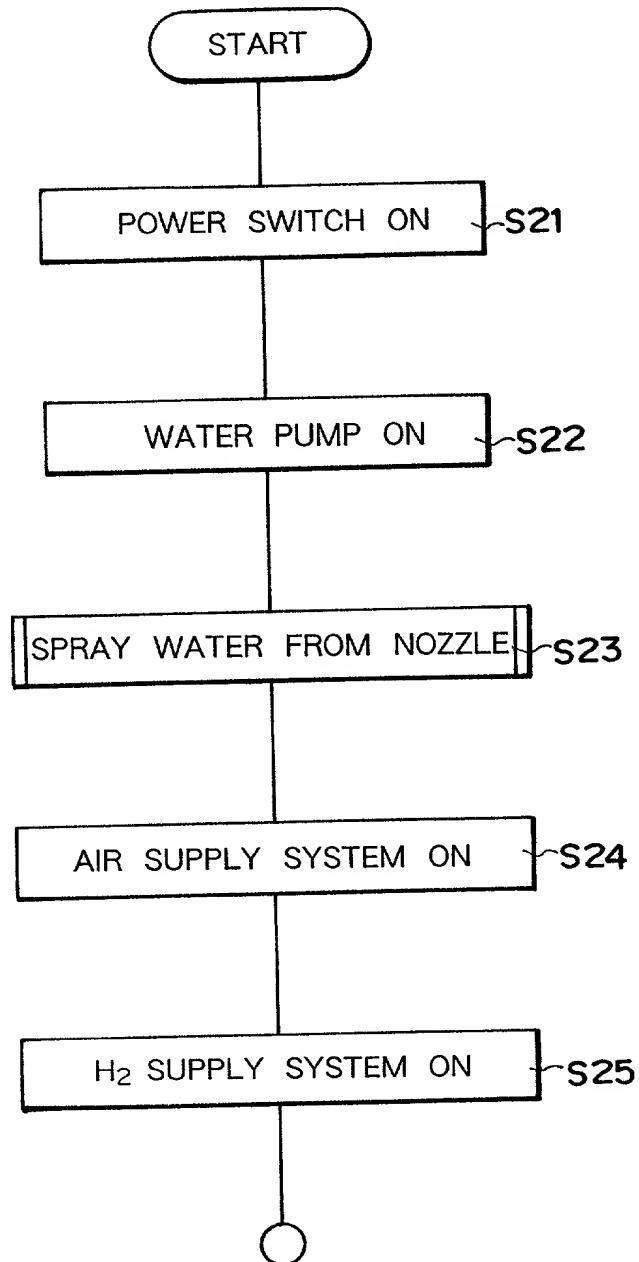 START
POWER SWITCH ON S21
WATER PUMP ON S22
SPRAY WATER FROM NOZZLE S23
AIR SUPPLY SYSTEM ON S24
H₂ SUPPLY SYSTEM ON S25